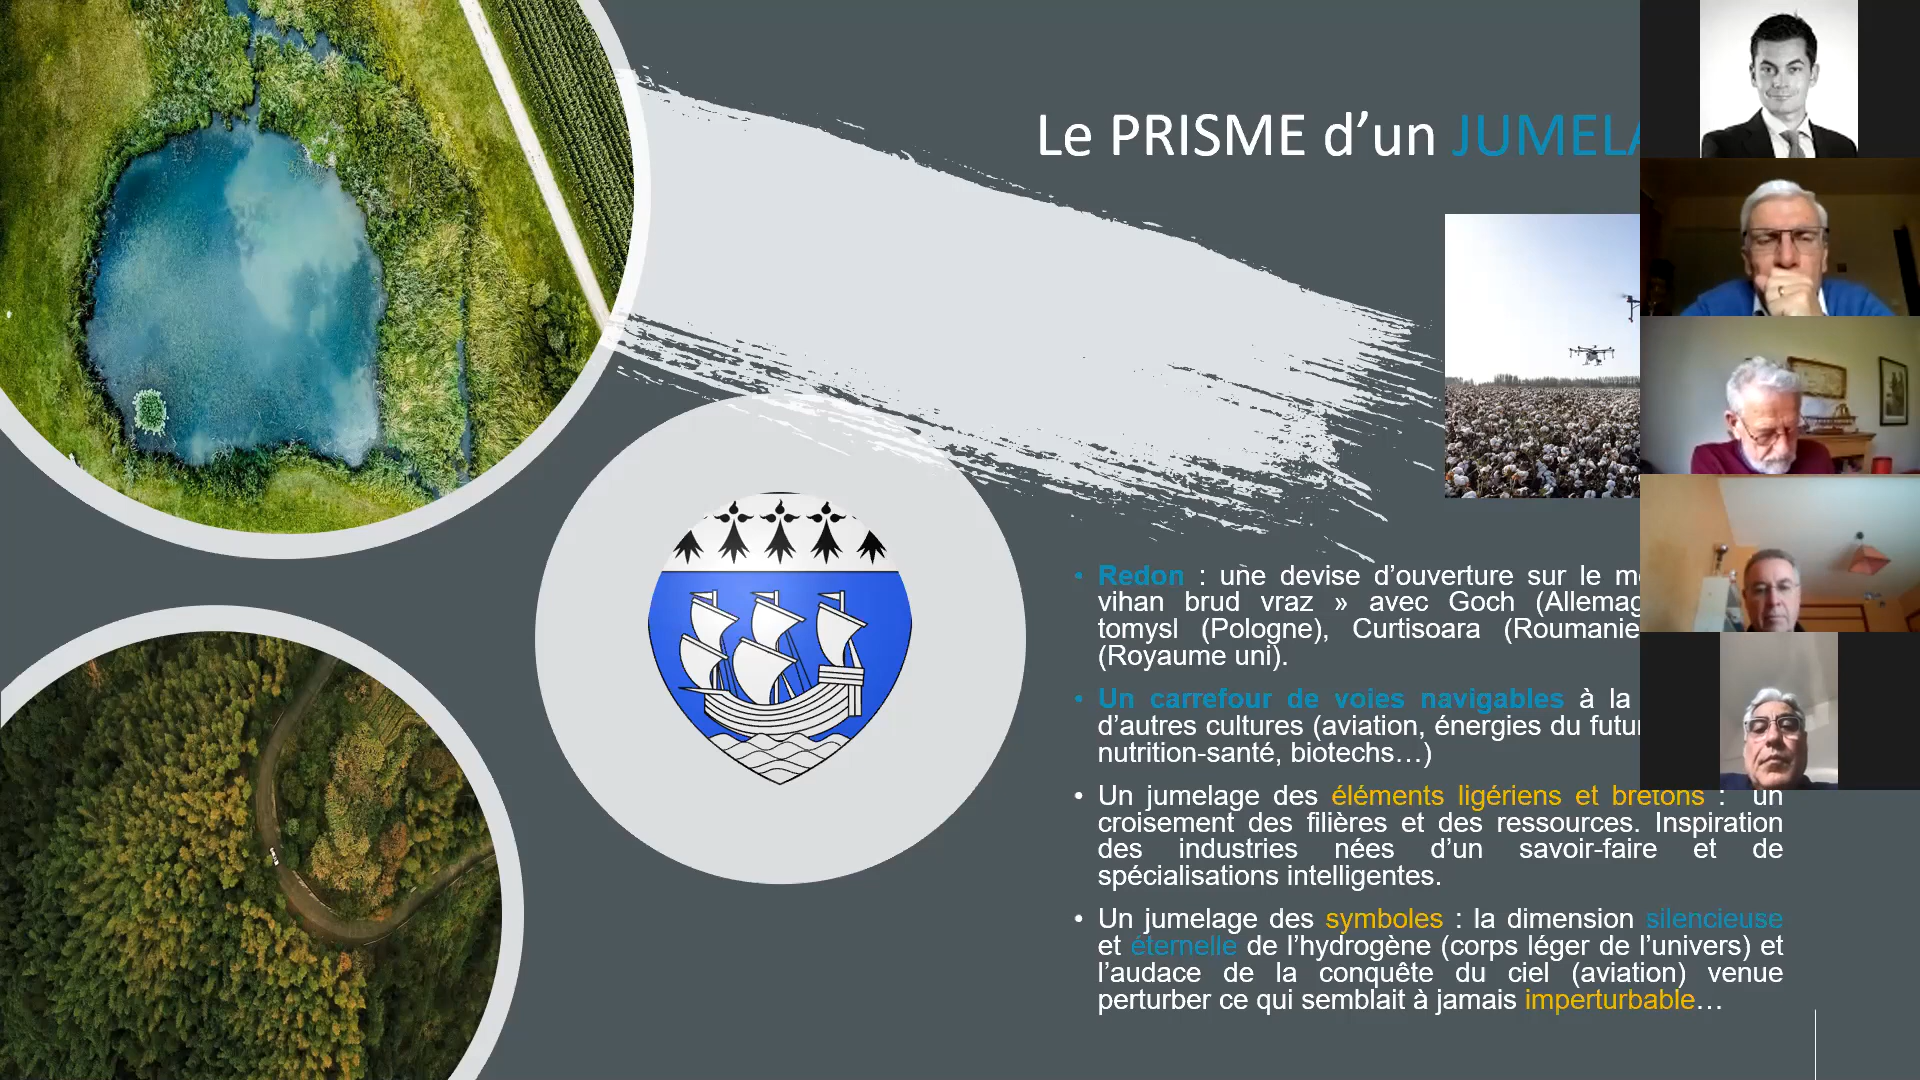 Le PRISME d’un JUMELA
• Redon : une devise d’ouverture sur le
vihan brud vraz » avec Goch (Allemag
tomysl (Pologne), Curtisoara (Roumanie
(Royaume uni).
• Un carrefour de voies navigables à la
d’autres cultures (aviation, énergies du futur
nutrition-santé, biotechs…)
• Un jumelage des éléments ligériens et bretons : un
croisement des filières et des ressources. Inspiration
des industries nées d’un savoir-faire et de
spécialisations intelligentes.
• Un jumelage des symboles : la dimension silencieuse
et éternelle de l’hydrogène (corps léger de l’univers) et
l’audace de la conquête du ciel (aviation) venue
perturber ce qui semblait à jamais imperturbable…